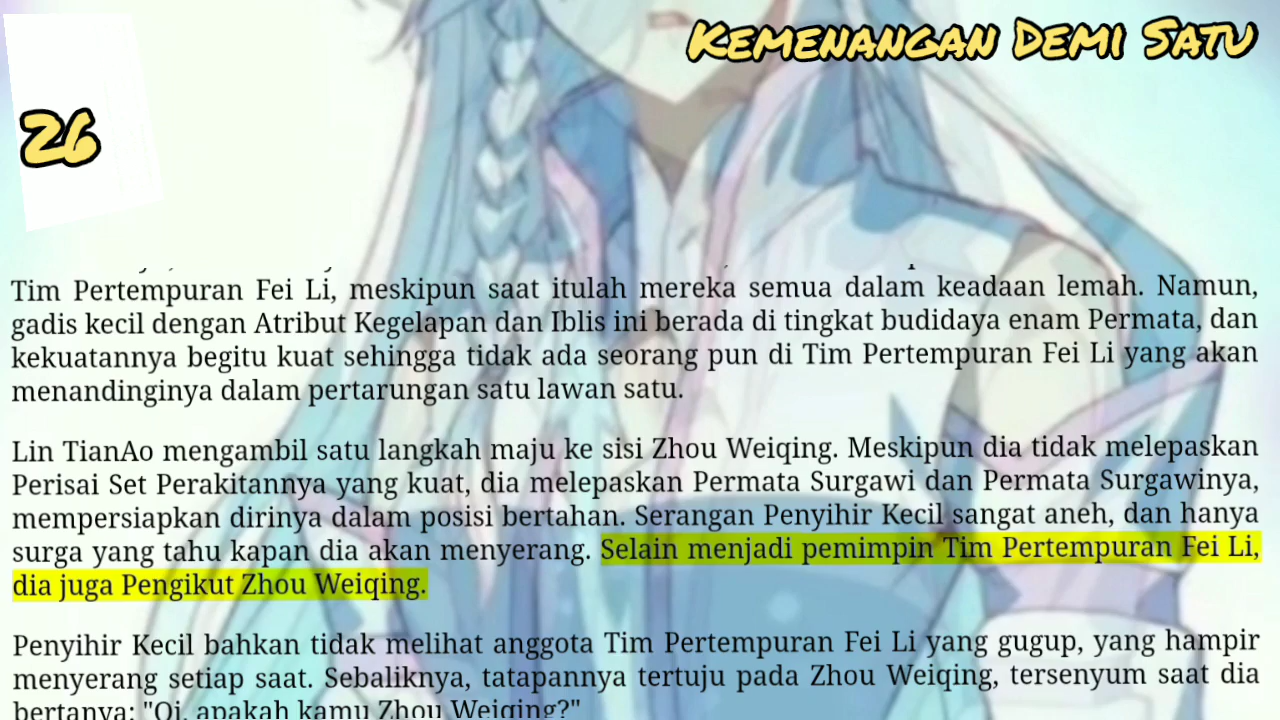 Kemenangan Demi Satu
26
Tim Pertempuran Fei Li, meskipun saat itulah mereka semua dalam keadaan lemah. Namun,
gadis kecil dengan Atribut Kegelapan dan Iblis ini berada di tingkat budidaya enam Permata, dan
kekuatannya begitu kuat sehingga tidak ada seorang pun di Tim Pertempuran Fei Li yang akan
menandinginya dalam pertarungan satu lawan satu.
Lin TianAo mengambil satu langkah maju ke sisi Zhou Weiqing. Meskipun dia tidak melepaskan
Perisai Set Perakitannya yang kuat, dia melepaskan Permata Surgawi dan Permata Surgawinya,
mempersiapkan dirinya dalam posisi bertahan. Serangan Penyihir Kecil sangat aneh, dan hanya
surga yang tahu kapan dia akan menyerang. Selain menjadi pemimpin Tim Pertempuran Fei Li,
dia juga Pengikut Zhou Weiqing.
Penyihir Kecil bahkan tidak melihat anggota Tim Pertempuran Fei Li yang gugup, yang hampir
menyerang setiap saat. Sebaliknya, tatapannya tertuju pada Zhou Weiqing, tersenyum saat dia
bertanya: "Oi, apakah kamu Zhou Weiqing?"